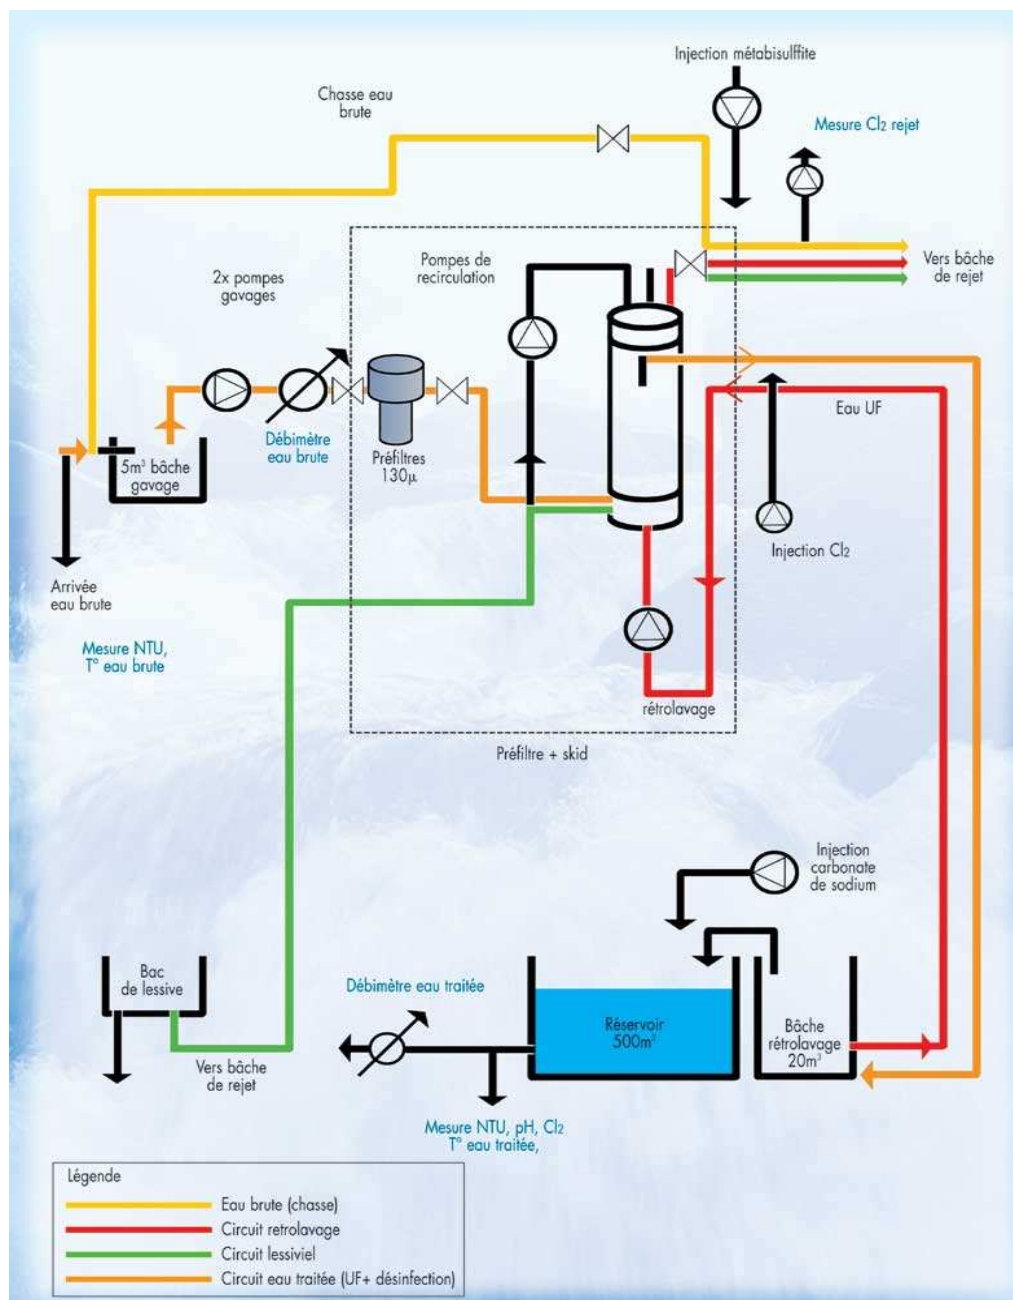 Injection métabisulffite
Chasse eau
brute
Mesure Cl2 rejet
Pompes de
recirculation
Vers bâche
de rejet
2x pompes
gavages
Eau UF
Débimètre
eau brute
Préfiltres
130µ
5m³ bâche
gavage
Injection Cl2
Arrivée
eau brute
Mesure NTU,
T° eau brute
rétrolavage
Préfiltre + skid
Injection
carbonate
de sodium
Bac
de lessive
Débimètre eau traitée
Réservoir
500m³
Bâche
rétrolavage
20m³
Vers bâche
de rejet
Mesure NTU, pH, Cl2
T° eau traitée,
Légende
Eau brute (chasse)
Circuit retrolavage
Circuit lessiviel
Circuit eau traitée (UF+ désinfection)